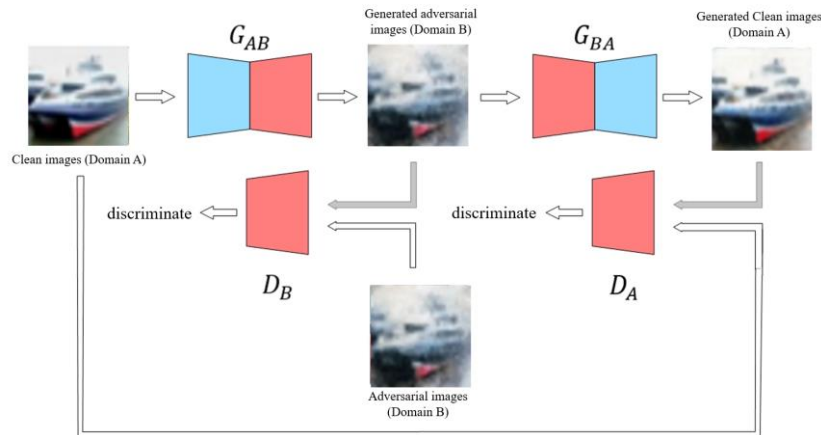 Generated adversarial
images (Domain B)
Generated Clean images
(Domain A)
G_AB
G_BA
Clean images (Domain A)
discriminate
discriminate
D_B
D_A
Adversarial images
(Domain B)